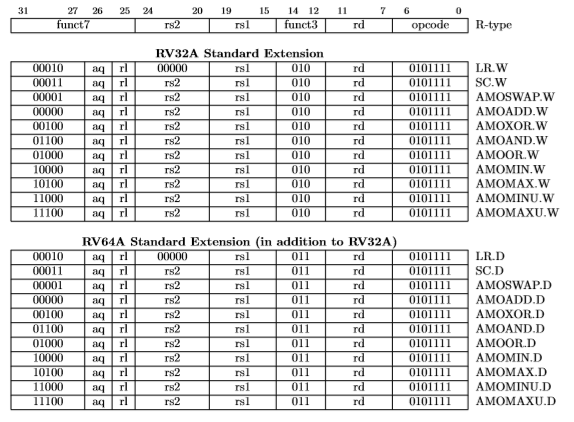 31 27 26 25 24 20 19 15 14 12 11 7 6 0
funct7 rs2 rs1 funct3 rd opcode R-type
RV32A Standard Extension
00010 aq rl 00000 rs1 010 rd 0101111 LR.W
00011 aq rl rs2 rs1 010 rd 0101111 SC.W
00001 aq rl rs2 rs1 010 rd 0101111 AMOSWAP.W
00000 aq rl rs2 rs1 010 rd 0101111 AMOADD.W
00100 aq rl rs2 rs1 010 rd 0101111 AMOXOR.W
01100 aq rl rs2 rs1 010 rd 0101111 AMOAND.W
01000 aq rl rs2 rs1 010 rd 0101111 AMOOR.W
10000 aq rl rs2 rs1 010 rd 0101111 AMOMIN.W
10100 aq rl rs2 rs1 010 rd 0101111 AMOMAX.W
11000 aq rl rs2 rs1 010 rd 0101111 AMOMINU.W
11100 aq rl rs2 rs1 010 rd 0101111 AMOMAXU.W
RV64A Standard Extension (in addition to RV32A)
00010 aq rl 00000 rs1 011 rd 0101111 LR.D
00011 aq rl rs2 rs1 011 rd 0101111 SC.D
00001 aq rl rs2 rs1 011 rd 0101111 AMOSWAP.D
00000 aq rl rs2 rs1 011 rd 0101111 AMOADD.D
00100 aq rl rs2 rs1 011 rd 0101111 AMOXOR.D
01100 aq rl rs2 rs1 011 rd 0101111 AMOAND.D
01000 aq rl rs2 rs1 011 rd 0101111 AMOOR.D
10000 aq rl rs2 rs1 011 rd 0101111 AMOMIN.D
10100 aq rl rs2 rs1 011 rd 0101111 AMOMAX.D
11000 aq rl rs2 rs1 011 rd 0101111 AMOMINU.D
11100 aq rl rs2 rs1 011 rd 0101111 AMOMAXU.D